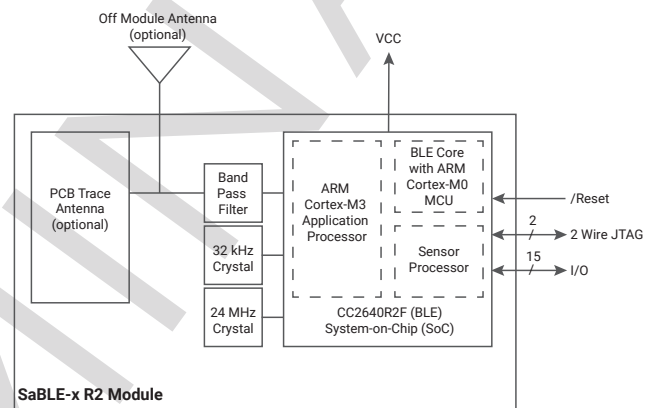 Off Module Antenna
(optional)
VCC
PCB Trace
Antenna
(optional)
Band
Pass
Filter
32 kHz
Crystal
24 MHz
Crystal
ARM
Cortex-M3
Application
Processor
BLE Core
with ARM
Cortex-M0
MCU
Sensor
Processor
CC2640R2F (BLE)
System-on-Chip (SoC)
/Reset
2
2 Wire JTAG
15
I/O
SaBLE-x R2 Module